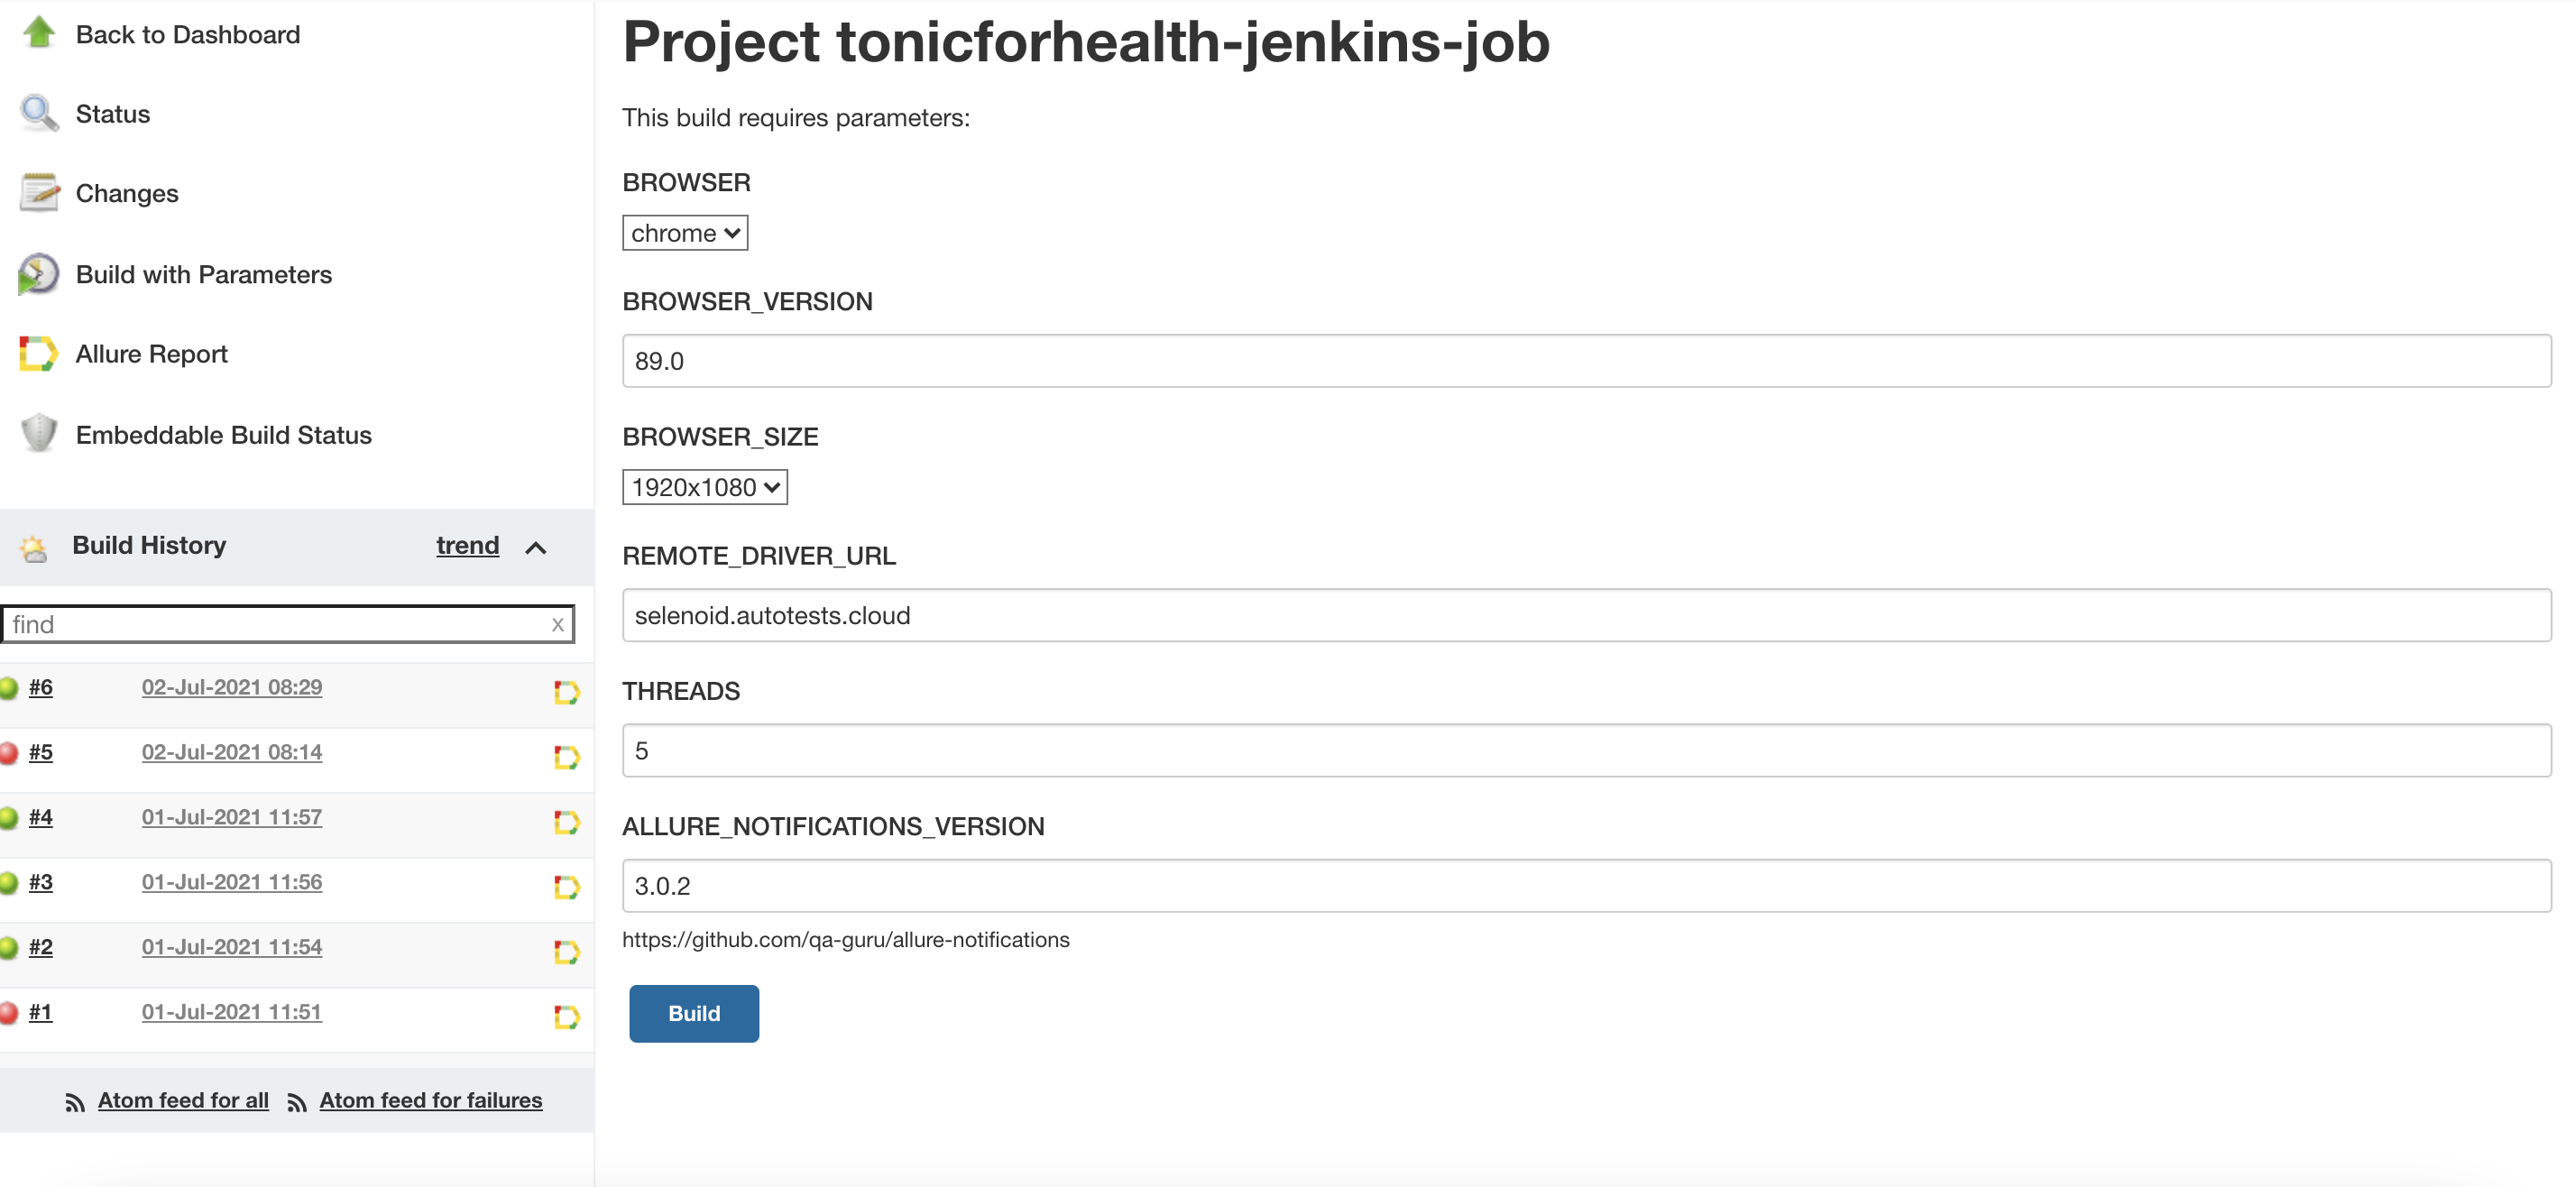 Back to Dashboard
Status
Changes
Build with Parameters
Allure Report
Embeddable Build Status
Build History trend
find x
#6 02-Jul-2021 08:29
#5 02-Jul-2021 08:14
#4 01-Jul-2021 11:57
#3 01-Jul-2021 11:56
#2 01-Jul-2021 11:54
#1 01-Jul-2021 11:51
Atom feed for all Atom feed for failures
Project tonicforhealth-jenkins-job
This build requires parameters:
BROWSER
chrome
BROWSER_VERSION
89.0
BROWSER_SIZE
1920x1080
REMOTE_DRIVER_URL
selenoid.autotests.cloud
THREADS
5
ALLURE_NOTIFICATIONS_VERSION
3.0.2
https://github.com/qa-guru/allure-notifications
Build